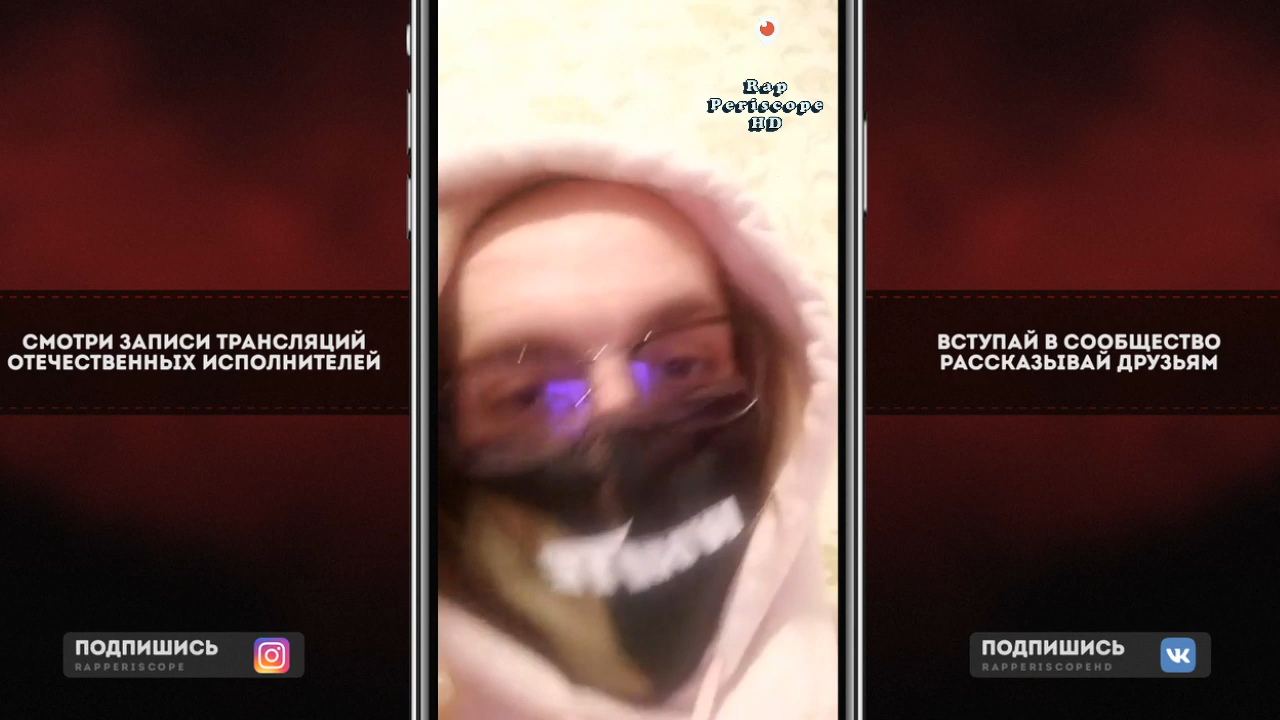 Rap
Periscope
HD
СМОТРИ ЗАПИСИ ТРАНСЛЯЦИЙ
ОТЕЧЕСТВЕННЫХ ИСПОЛНИТЕЛЕЙ
ВСТУПАЙ В СООБЩЕСТВО
РАССКАЗЫВАЙ ДРУЗЬЯМ
ПОДПИШИСЬ
RAPPERISCOPE
ПОДПИШИСЬ
RAPPERISCOPEHD